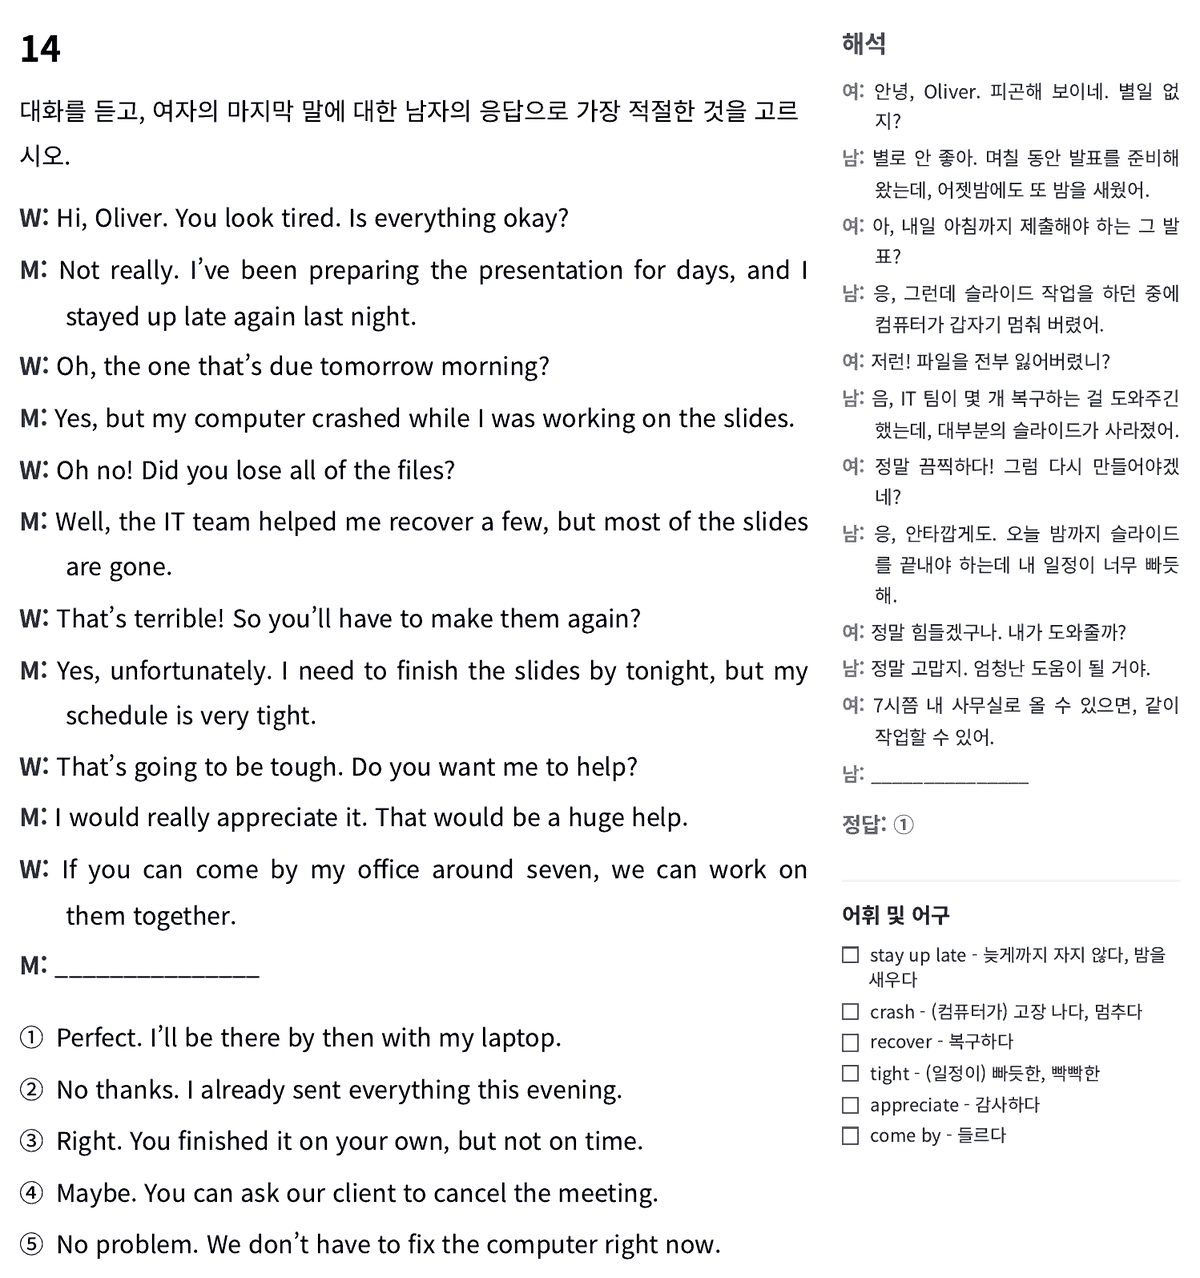 14
대화를 듣고, 여자의 마지막 말에 대한 남자의 응답으로 가장 적절한 것을 고르
시오.
W: Hi, Oliver. You look tired. Is everything okay?
M: Not really. I’ve been preparing the presentation for days, and I
stayed up late again last night.
W: Oh, the one that’s due tomorrow morning?
M: Yes, but my computer crashed while I was working on the slides.
W: Oh no! Did you lose all of the files?
M: Well, the IT team helped me recover a few, but most of the slides
are gone.
W: That’s terrible! So you’ll have to make them again?
M: Yes, unfortunately. I need to finish the slides by tonight, but my
schedule is very tight.
W: That’s going to be tough. Do you want me to help?
M: I would really appreciate it. That would be a huge help.
W: If you can come by my office around seven, we can work on
them together.
M: _______________
① Perfect. I’ll be there by then with my laptop.
② No thanks. I already sent everything this evening.
③ Right. You finished it on your own, but not on time.
④ Maybe. You can ask our client to cancel the meeting.
⑤ No problem. We don’t have to fix the computer right now.
해석
여: 안녕, Oliver. 피곤해 보이네. 별일 없
지?
남: 별로 안 좋아. 며칠 동안 발표를 준비해
왔는데, 어젯밤에도 또 밤을 새웠어.
여: 아, 내일 아침까지 제출해야 하는 그 발
표?
남: 응, 그런데 슬라이드 작업을 하던 중에
컴퓨터가 갑자기 멈춰 버렸어.
여: 저런! 파일을 전부 잃어버렸니?
남: 음, IT 팀이 몇 개 복구하는 걸 도와주긴
했는데, 대부분의 슬라이드가 사라졌어.
여: 정말 끔찍하다! 그럼 다시 만들어야겠
네?
남: 응, 안타깝게도. 오늘 밤까지 슬라이드
를 끝내야 하는데 내 일정이 너무 빠듯
해.
여: 정말 힘들겠구나. 내가 도와줄까?
남: 정말 고맙지. 엄청난 도움이 될 거야.
여: 7시쯤 내 사무실로 올 수 있으면, 같이
작업할 수 있어.
남: _______________
정답: ①
어휘 및 어구
□ stay up late - 늦게까지 자지 않다, 밤을
새우다
□ crash - (컴퓨터가) 고장 나다, 멈추다
□ recover - 복구하다
□ tight - (일정이) 빠듯한, 빡빡한
□ appreciate - 감사하다
□ come by - 들르다